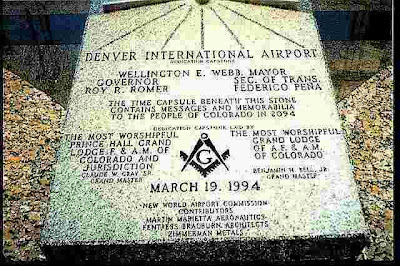 DENVER INTERNATIONAL AIRPORT
DEDICATION CAPSTONE
WELLINGTON E. WEBB, MAYOR
GOVERNOR SEC. OF TRANS.
ROY R. ROMER FEDERICO PEÑA
THE TIME CAPSULE BENEATH THIS STONE
CONTAINS MESSAGES AND MEMORABILIA
TO THE PEOPLE OF COLORADO IN 2094
DEDICATION CAPSTONE LAID BY
THE MOST WORSHIPFUL
PRINCE HALL GRAND
LODGE, F. & A.M. OF
COLORADO AND
JURISDICTION
CLAUDE W. GRAY SR.
GRAND MASTER
G
THE MOST WORSHIPFUL
GRAND LODGE
OF A.F. & A.M.
OF COLORADO
BENJAMIN H. BELL, JR.
GRAND MASTER
MARCH 19, 1994
NEW WORLD AIRPORT COMMISSION
CONTRIBUTORS
MARTIN MARIETTA AERONAUTICS
FENTRESS BRADBURN ARCHITECTS
ZIMMERMAN METALS